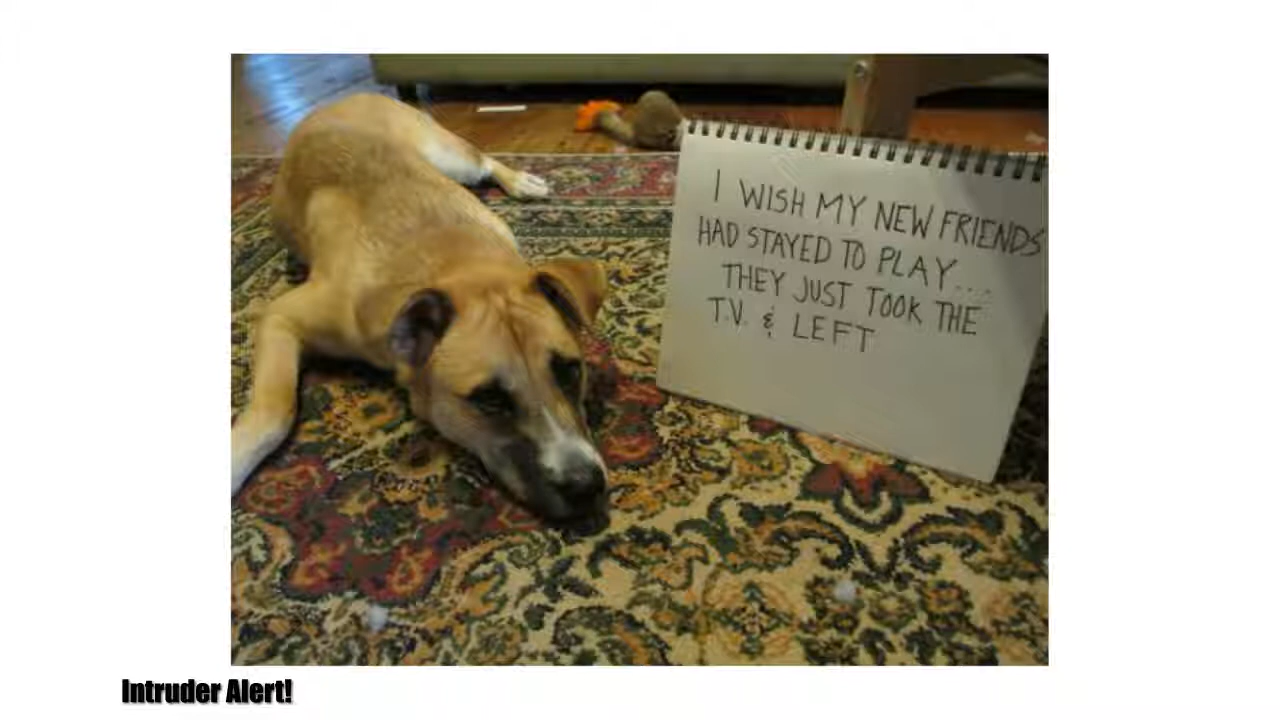 I WISH MY NEW FRIENDS
HAD STAYED TO PLAY....
THEY JUST TOOK THE
T.V. & LEFT
Intruder Alert!